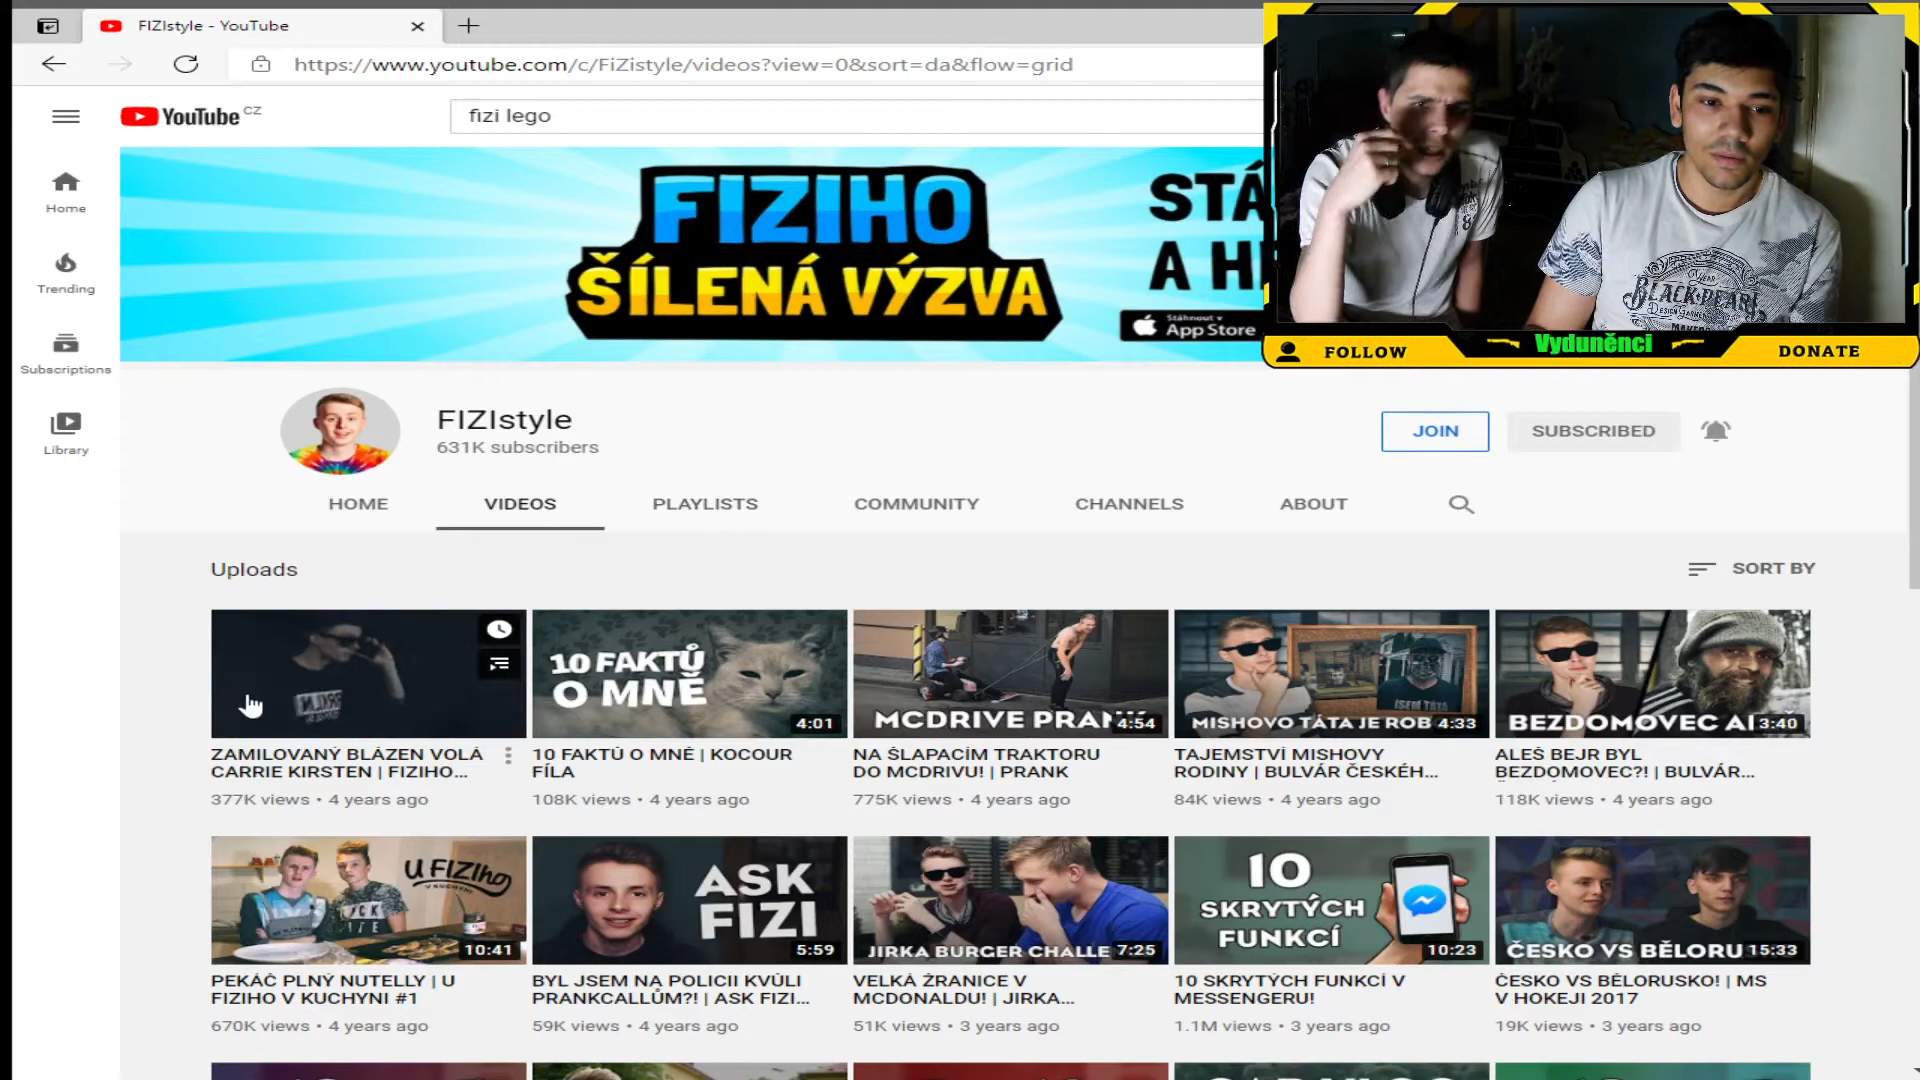 FIZIstyle - YouTube
https://www.youtube.com/c/FiZistyle/videos?view=0&sort=da&flow=grid
YouTube CZ
fizi lego
Home
Trending
Subscriptions
Library
FIZIHO
ŠÍLENÁ VÝZVA
STÁ
A H
Stáhnout v
App Store
BLACK PEARL
FOLLOW
Vyduněnci
DONATE
FIZIstyle
631K subscribers
JOIN
SUBSCRIBED
HOME
VIDEOS
PLAYLISTS
COMMUNITY
CHANNELS
ABOUT
Uploads
SORT BY
10 FAKTŮ
O MNĚ
4:01
MCDRIVE PRANK
4:54
JSEM TÁTA
MISHOVO TÁTA JE ROB
4:33
BEZDOMOVEC AL
3:40
ZAMILOVANÝ BLÁZEN VOLÁ
CARRIE KIRSTEN | FIZIHO...
377K views • 4 years ago
10 FAKTŮ O MNĚ | KOCOUR
FÍLA
108K views • 4 years ago
NA ŠLAPACÍM TRAKTORU
DO MCDRIVU! | PRANK
775K views • 4 years ago
TAJEMSTVÍ MISHOVY
RODINY | BULVÁR ČESKÉH...
84K views • 4 years ago
ALEŠ BEJR BYL
BEZDOMOVEC?! | BULVÁR...
118K views • 4 years ago
U FIZIho
V KUCHYNI
10:41
ASK
FIZI
5:59
JIRKA BURGER CHALLE
7:25
10
SKRYTÝCH
FUNKCÍ
10:23
ČESKO VS BĚLORU
15:33
PEKÁČ PLNÝ NUTELLY | U
FIZIHO V KUCHYNI #1
670K views • 4 years ago
BYL JSEM NA POLICII KVŮLI
PRANKCALLŮM?! | ASK FIZI...
59K views • 4 years ago
VELKÁ ŽRANICE V
MCDONALDU! | JIRKA...
51K views • 3 years ago
10 SKRYTÝCH FUNKCÍ V
MESSENGERU!
1.1M views • 3 years ago
ČESKO VS BĚLORUSKO! | MS
V HOKEJI 2017
19K views • 3 years ago